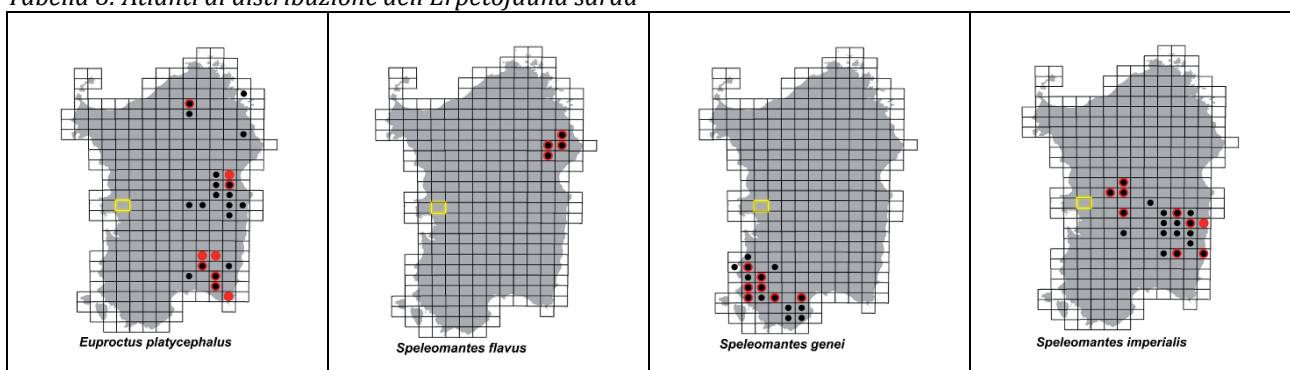 Tabella 8: Atlanti di distribuzione dell'Erpetofauna sarda
Euproctus platycephalus
Speleomantes flavus
Speleomantes genei
Speleomantes imperialis